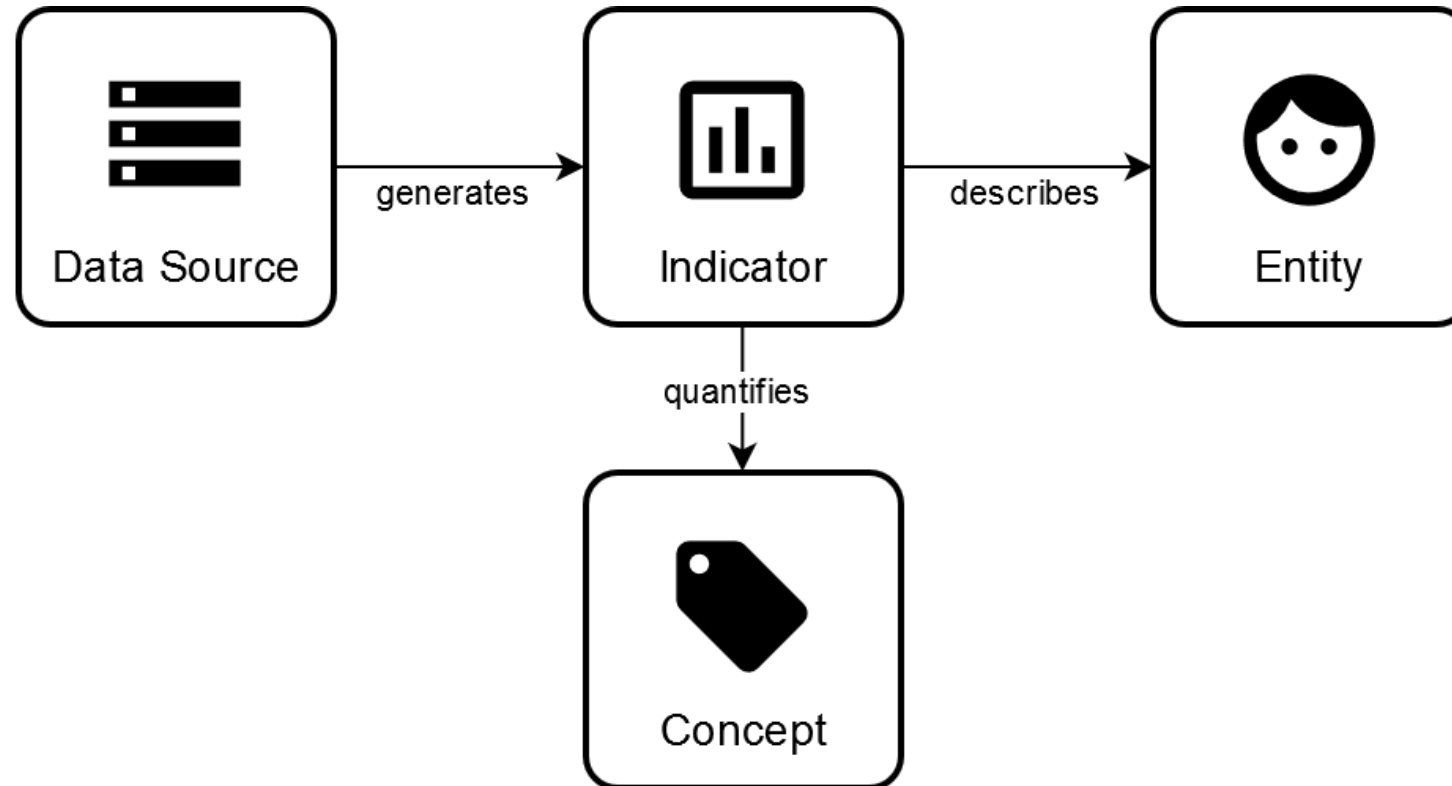 generates
describes
Data Source
Indicator
Entity
quantifies
Concept